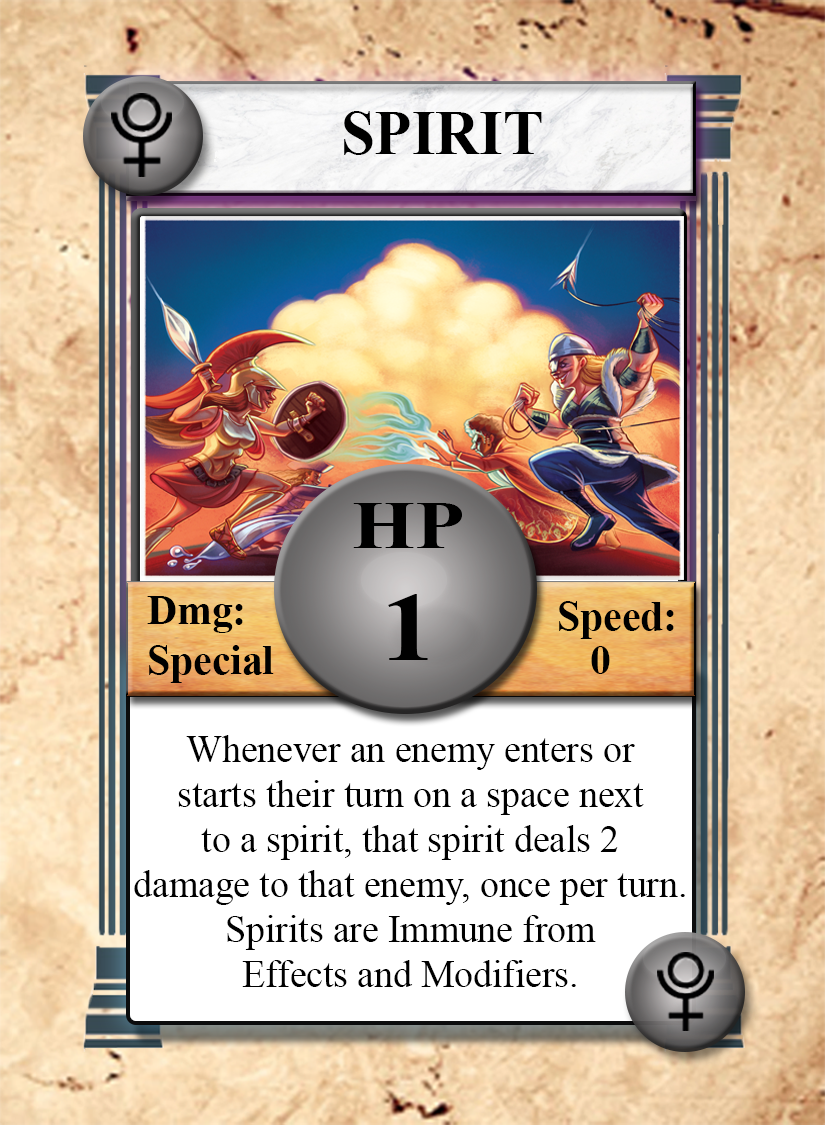 SPIRIT
HP
1
Dmg:
Special
Speed:
0
Whenever an enemy enters or
starts their turn on a space next
to a spirit, that spirit deals 2
damage to that enemy, once per turn.
Spirits are Immune from
Effects and Modifiers.